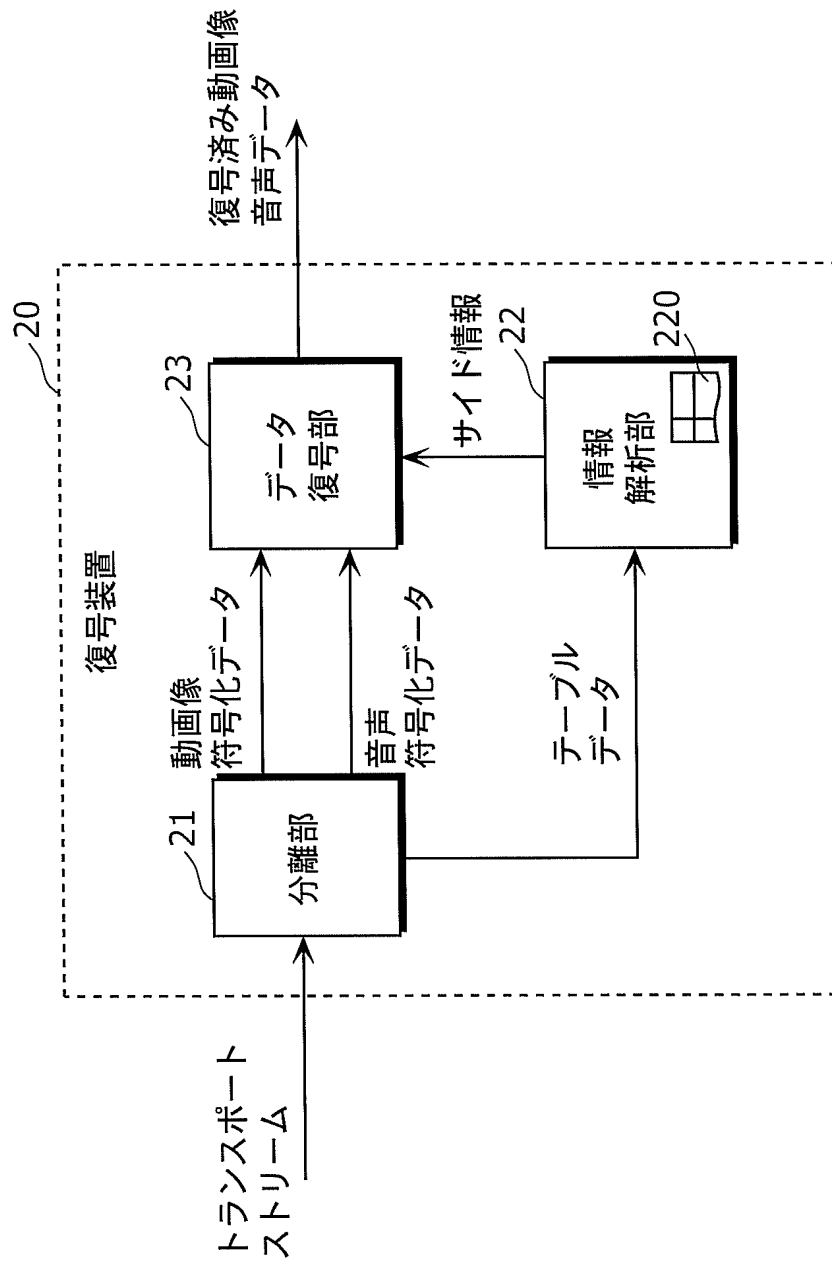 20
復号装置
トランスポート
ストリーム
21
分離部
動画像
符号化データ
音声
符号化データ
テーブル
データ
23
データ
復号部
サイド情報
22
情報
解析部
220
復号済み動画像
音声データ